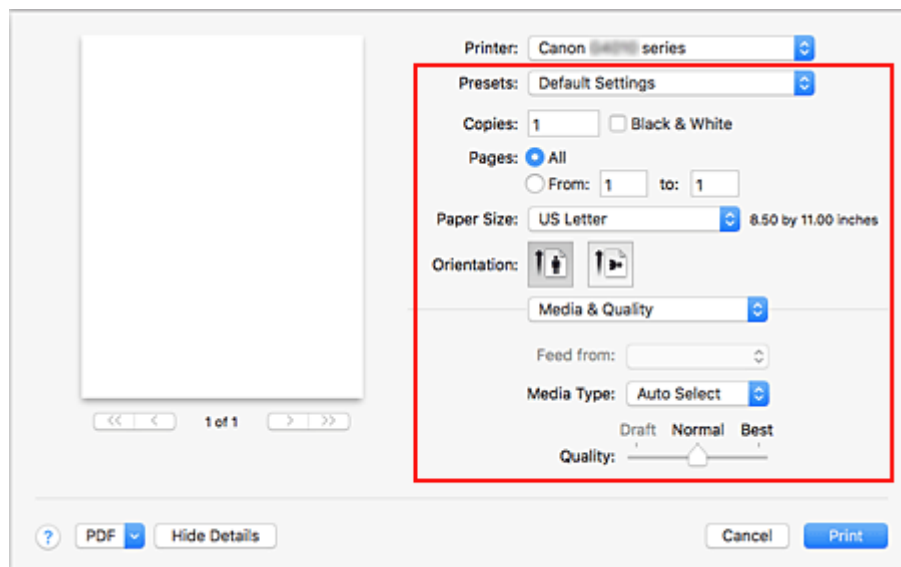 Printer: Canon series
Presets: Default Settings
Copies: 1 Black & White
Pages: All
From: 1 to: 1
Paper Size: US Letter 8.50 by 11.00 inches
Orientation:
Media & Quality
Feed from:
Media Type: Auto Select
Draft Normal Best
Quality:
<< < 1 of 1 > >>
? PDF Hide Details Cancel Print